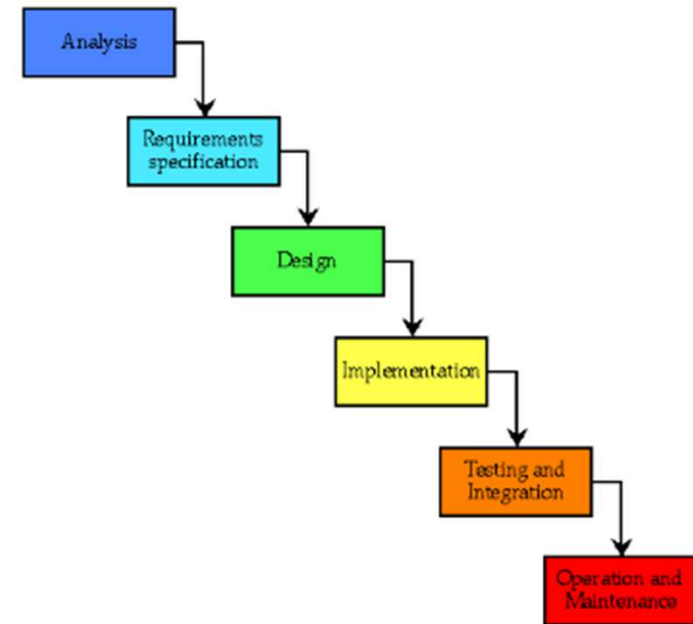 Analysis
Requirements
specification
Design
Implementation
Testing and
Integration
Operation and
Maintenance